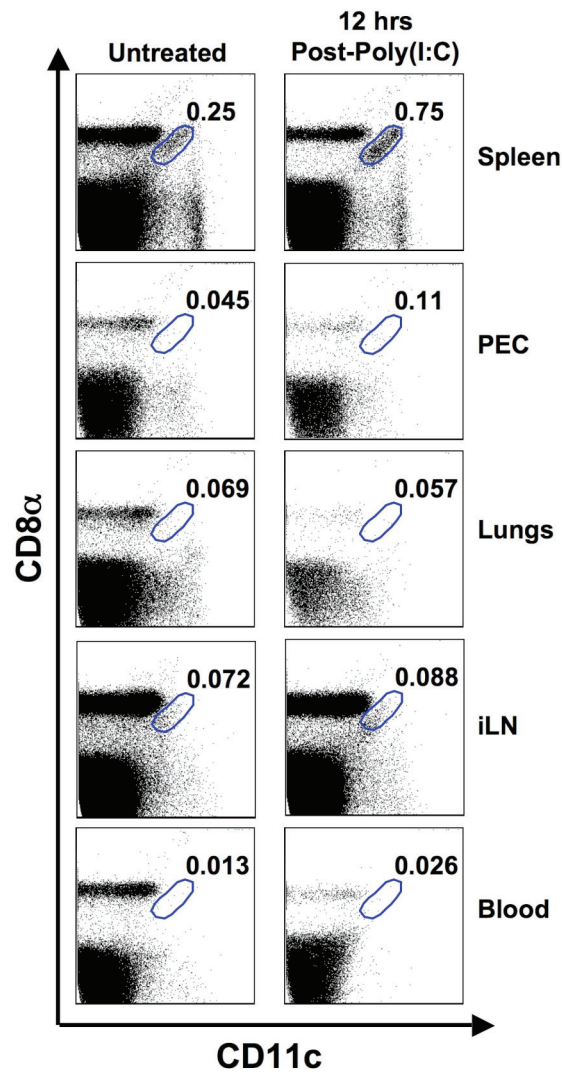 12 hrs
Untreated Post-Poly(I:C)
0.25 0.75
Spleen
0.045 0.11
PEC
0.069 0.057
Lungs
0.072 0.088
iLN
0.013 0.026
Blood
CD8α
CD11c